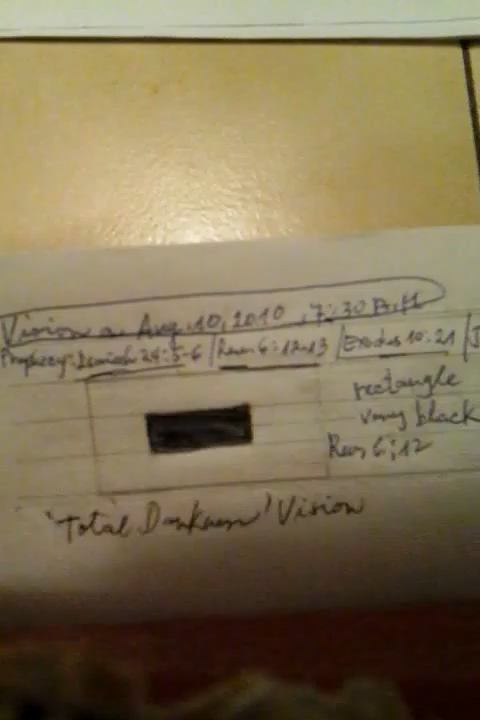 Vision on Aug. 10, 2010, 7:30 P.M
Prophecy: Isaiah 24:5-6 / Rev. 6:12-13 / Exodus 10:21 / J
rectangle
very black
Rev 6:12
'Total Darkness' Vision